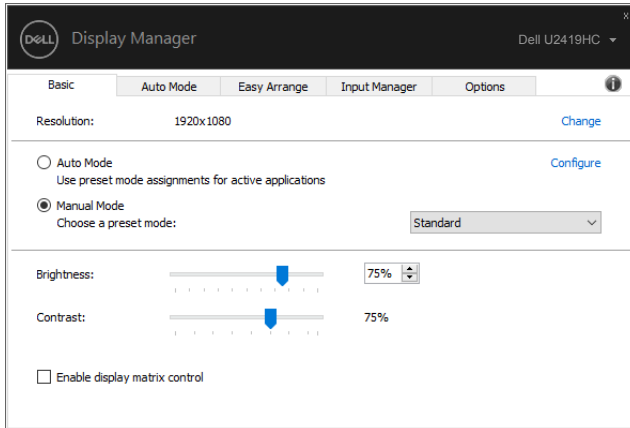 DELL Display Manager
Dell U2419HC
x
Basic Auto Mode Easy Arrange Input Manager Options i
Resolution: 1920x1080 Change
Auto Mode Configure
Use preset mode assignments for active applications
Manual Mode
Choose a preset mode: Standard
Brightness: 75%
Contrast: 75%
Enable display matrix control